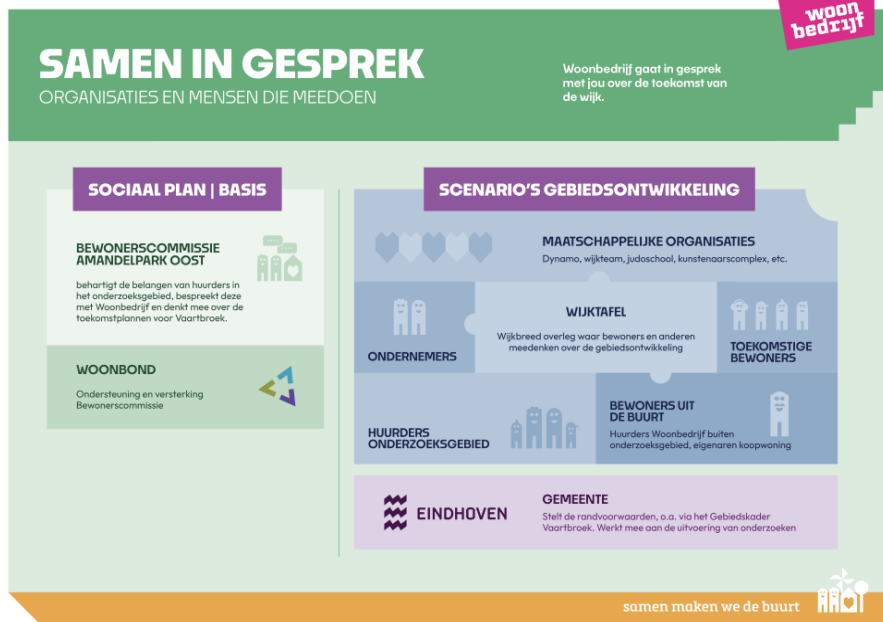 woon
bedrijf
SAMEN IN GESPREK
ORGANISATIES EN MENSEN DIE MEEDOEN
Woonbedrijf gaat in gesprek
met jou over de toekomst van
de wijk.
SOCIAAL PLAN | BASIS
BEWONERSCOMMISSIE
AMANDELPARK OOST
behartigt de belangen van huurders in
het onderzoeksgebied, bespreekt deze
met Woonbedrijf en denkt mee over de
toekomstplannen voor Vaartbroek.
WOONBOND
Ondersteuning en versterking
Bewonerscommissie
SCENARIO'S GEBIEDSONTWIKKELING
MAATSCHAPPELIJKE ORGANISATIES
Dynamo, wijkteam, judoschool, kunstenaarscomplex, etc.
ONDERNEMERS
WIJKTAFEL
Wijkbreed overleg waar bewoners en anderen
meedenken over de gebiedsontwikkeling
TOEKOMSTIGE
BEWONERS
HUURDERS
ONDERZOEKSGEBIED
BEWONERS UIT
DE BUURT
Huurders Woonbedrijf buiten
onderzoeksgebied, eigenaren koopwoning
EINDHOVEN
GEMEENTE
Stelt de randvoorwaarden, o.a. via het Gebiedskader
Vaartbroek. Werkt mee aan de uitvoering van onderzoeken
samen maken we de buurt